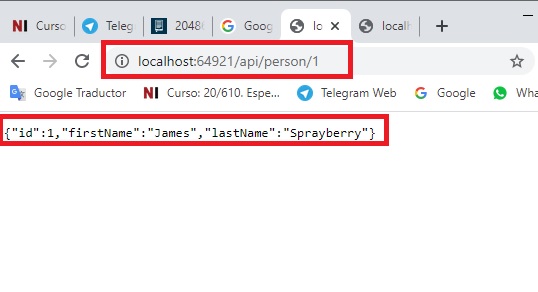 NI Curso Telegr 2048 Goog lo localh
localhost:64921/api/person/1
Google Traductor NI Curso: 20/610. Espe... Telegram Web G Google Wha
{"id":1,"firstName":"James","lastName":"Sprayberry"}